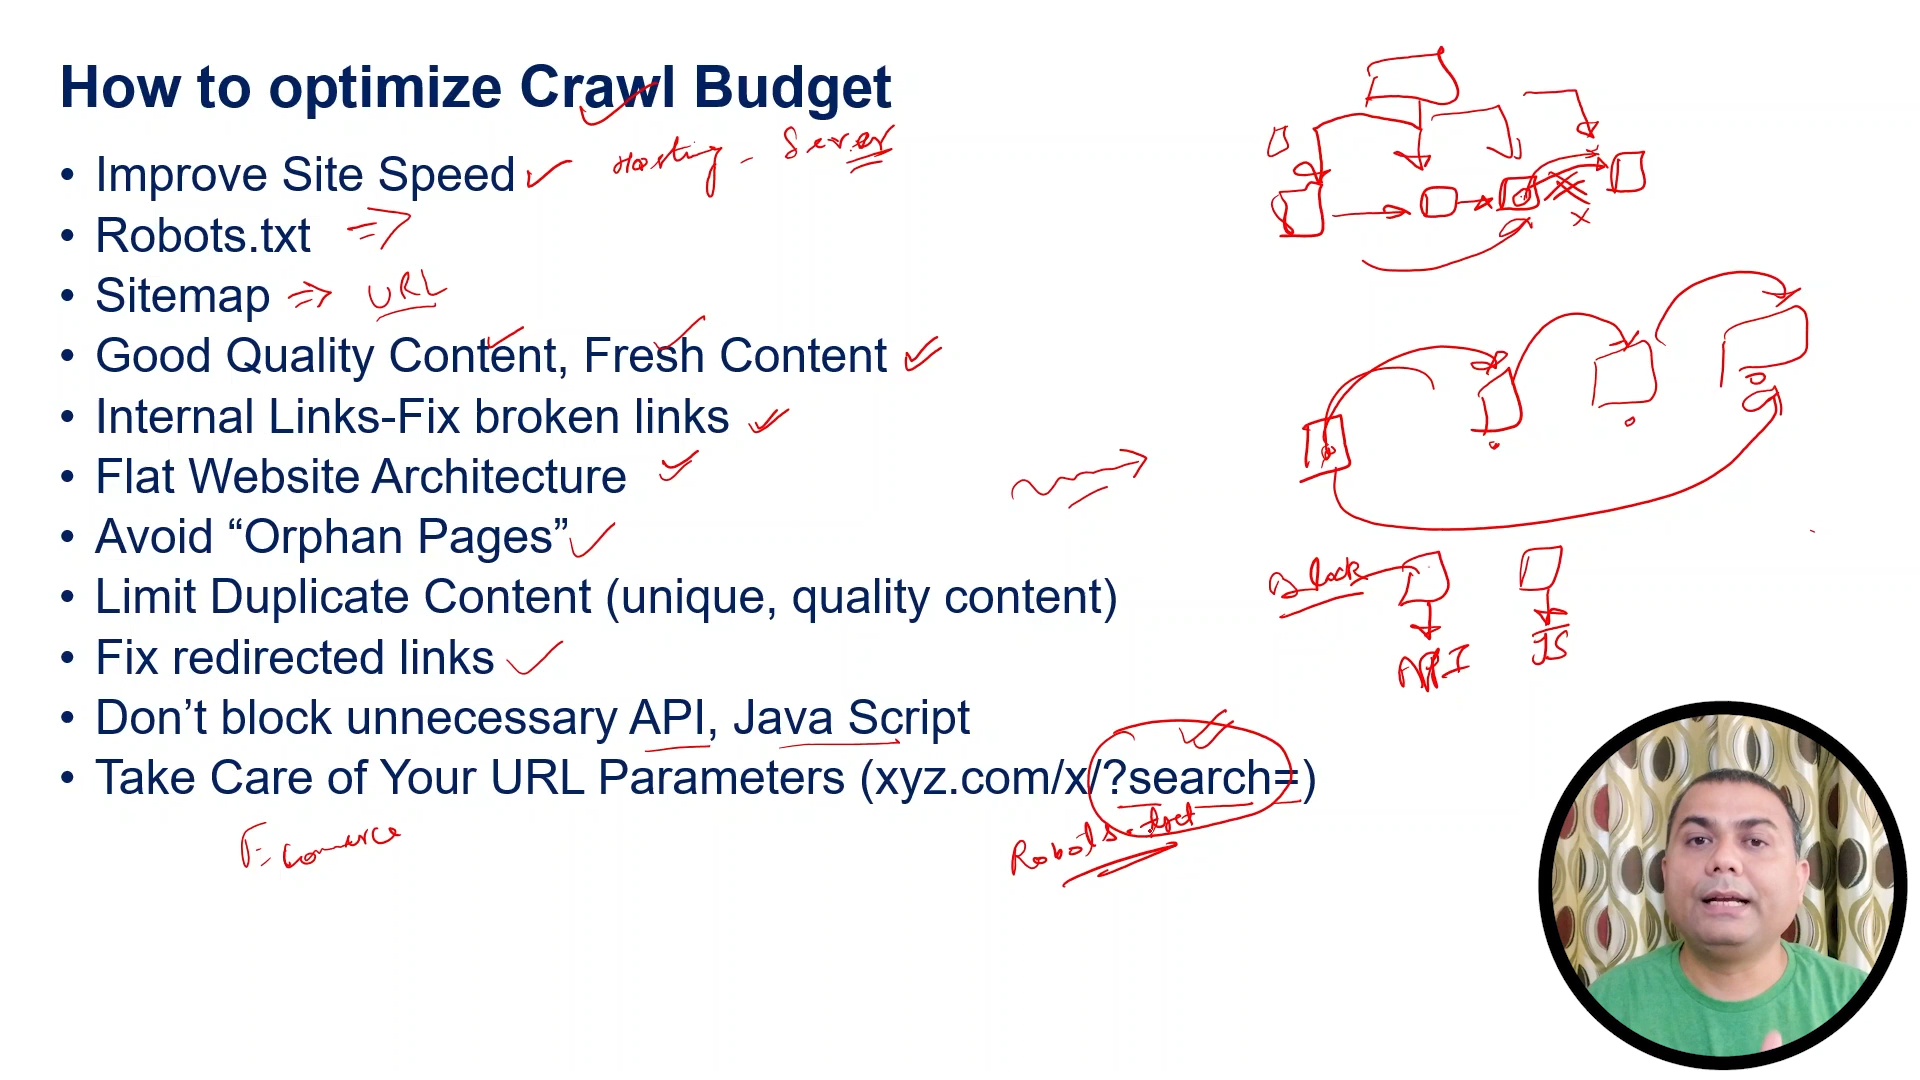 How to optimize Crawl Budget
• Improve Site Speed Hosting - Server
• Robots.txt
• Sitemap ⇒ URL
• Good Quality Content, Fresh Content
• Internal Links-Fix broken links
• Flat Website Architecture
• Avoid “Orphan Pages”
• Limit Duplicate Content (unique, quality content)
• Fix redirected links
• Don’t block unnecessary API, Java Script
• Take Care of Your URL Parameters (xyz.com/x/?search=)
Block
API JS
E-commerce
Robots.txt